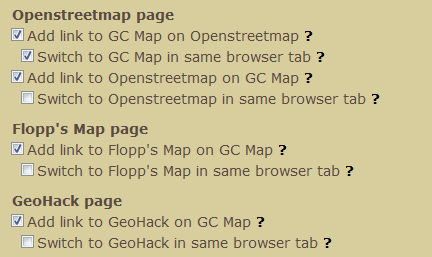 Openstreetmap page
Add link to GC Map on Openstreetmap ?
Switch to GC Map in same browser tab ?
Add link to Openstreetmap on GC Map ?
Switch to Openstreetmap in same browser tab ?
Flopp's Map page
Add link to Flopp's Map on GC Map ?
Switch to Flopp's Map in same browser tab ?
GeoHack page
Add link to GeoHack on GC Map ?
Switch to GeoHack in same browser tab ?